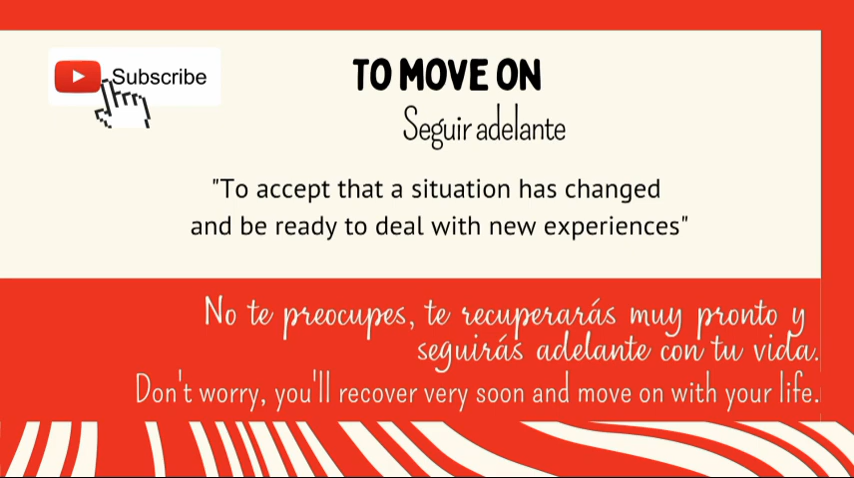 Subscribe
TO MOVE ON
Seguir adelante
"To accept that a situation has changed
and be ready to deal with new experiences"
No te preocupes, te recuperarás muy pronto y
seguirás adelante con tu vida.
Don't worry, you'll recover very soon and move on with your life.